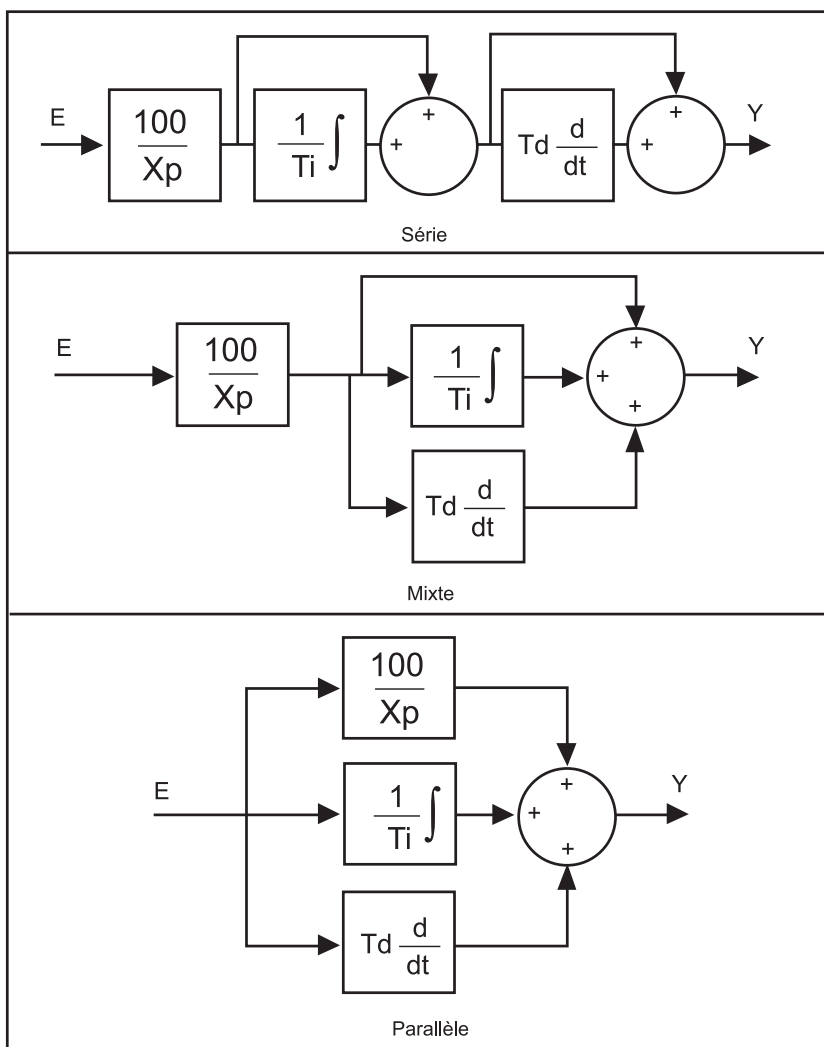 E
100
Xp
1
Ti ∫
+
+
Td d
dt
+
+
Y
Série
E
100
Xp
1
Ti ∫
+
+
+
Td d
dt
Y
Mixte
E
100
Xp
1
Ti ∫
Td d
dt
+
+
+
Y
Parallèle